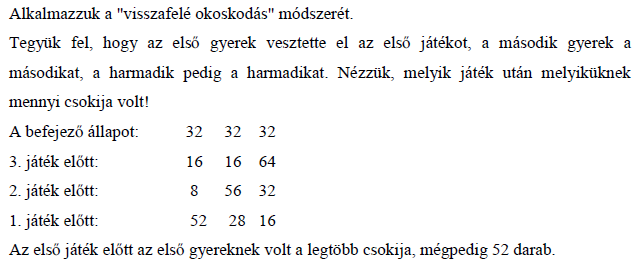 Alkalmazzuk a "visszafelé okoskodás" módszerét.
Tegyük fel, hogy az első gyerek vesztette el az első játékot, a második gyerek a
másodikat, a harmadik pedig a harmadikat. Nézzük, melyik játék után melyiküknek
mennyi csokija volt!
A befejező állapot: 32 32 32
3. játék előtt: 16 16 64
2. játék előtt: 8 56 32
1. játék előtt: 52 28 16
Az első játék előtt az első gyereknek volt a legtöbb csokija, mégpedig 52 darab.